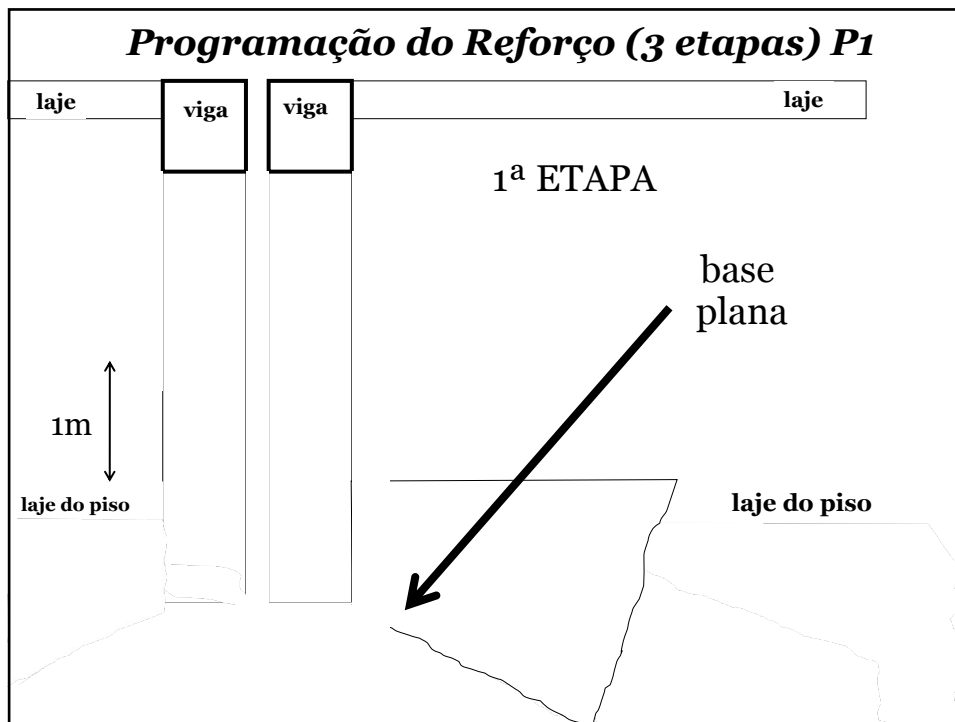 Programação do Reforço (3 etapas) P1
laje
viga
viga
laje
1ª ETAPA
base
plana
1m
laje do piso
laje do piso